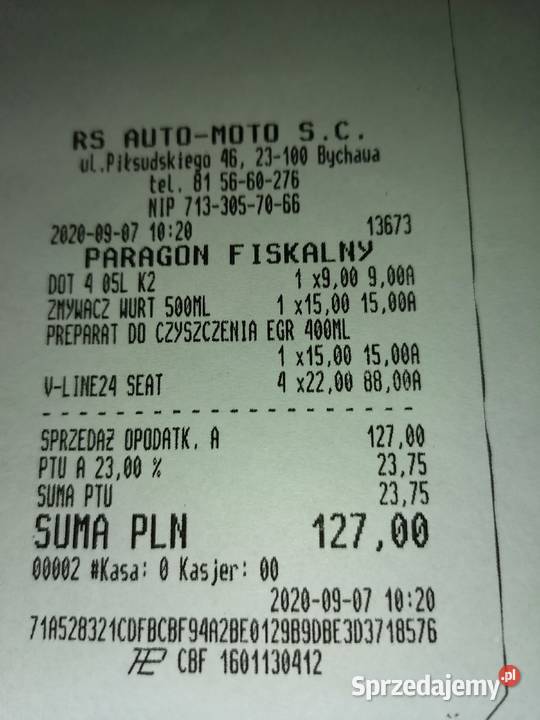 RS AUTO-MOTO S.C.
ul.Piłsudskiego 46, 23-100 Bychawa
tel. 81 56-60-276
NIP 713-305-70-66
2020-09-07 10:20 13673
PARAGON FISKALNY
DOT 4 05L K2 1 x9,00 9,00A
ZMYWACZ WURT 500ML 1 x15,00 15,00A
PREPARAT DO CZYSZCZENIA EGR 400ML
1 x15,00 15,00A
V-LINE24 SEAT 4 x22,00 88,00A
SPRZEDAŻ OPODATK. A 127,00
PTU A 23,00 % 23,75
SUMA PTU 23,75
SUMA PLN 127,00
00002 #Kasa: 0 Kasjer: 00
2020-09-07 10:20
71A528321CDFBCBF94A2BE0129B9DBE3D3718576
CBF 1601130412
Sprzedajemy.pl